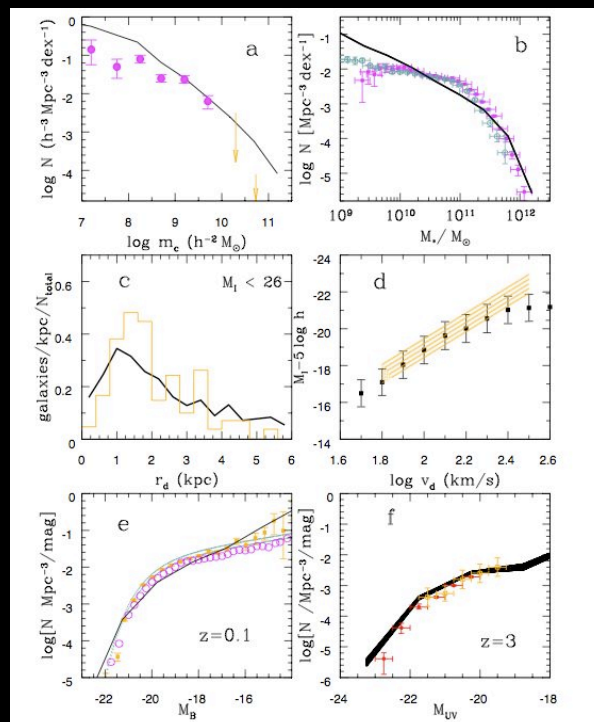 0
-1
-2
-3
-4
log N (h⁻³ Mpc⁻³ dex⁻¹)
a
7 8 9 10 11
log m_c (h⁻² M_⊙)
0
-1
-2
-3
-4
-5
log N [Mpc⁻³ dex⁻¹]
b
10⁹ 10¹⁰ 10¹¹ 10¹²
M_*/ M_⊙
0.6
0.4
0.2
0
galaxies/kpc/N_total
c
M_I < 26
0 1 2 3 4 5 6
r_d (kpc)
-22
-20
-18
-16
-14
M_I-5 log h
d
1.6 1.8 2 2.2 2.4 2.6
log v_d (km/s)
0
-1
-2
-3
-4
-5
log[N Mpc⁻³/mag]
e
z=0.1
-22 -20 -18 -16 -14
M_B
0
-1
-2
-3
-4
-5
-6
log[N /Mpc⁻³/mag]
f
z=3
-24 -22 -20 -18
M_UV